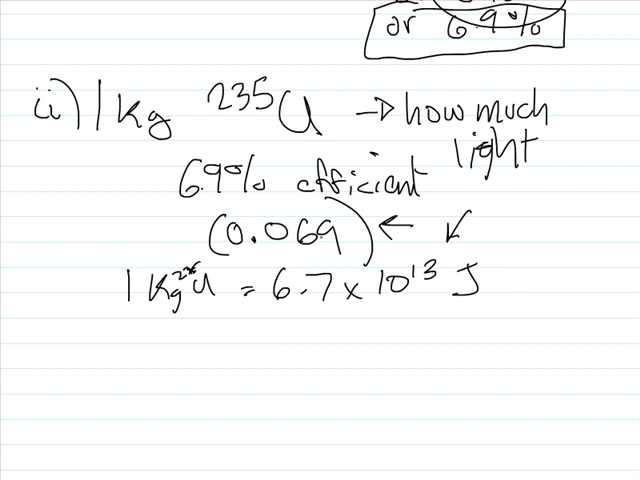 or 6.9%
ii) 1 kg 235U → how much
light
6.9% efficient
(0.069) ←
1 kg 235U = 6.7 x 10^13 J